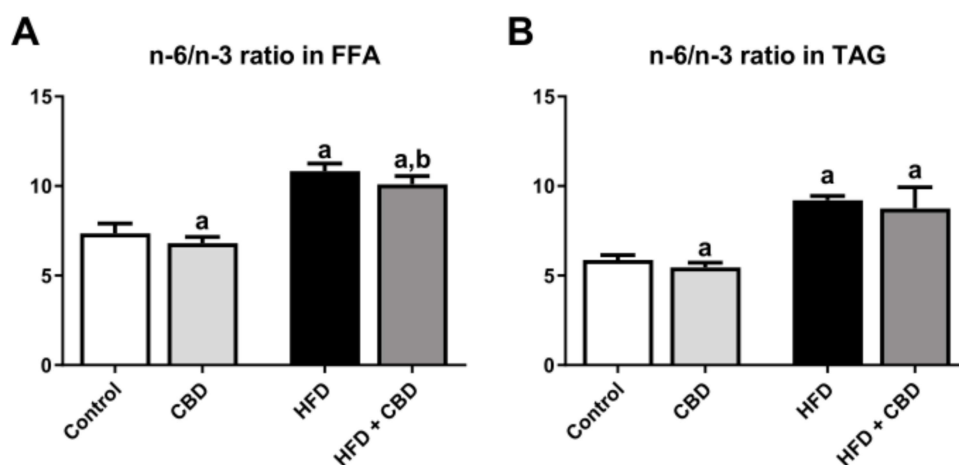 A
n-6/n-3 ratio in FFA
15
10
5
0
a
a
a,b
Control
CBD
HFD
HFD + CBD
B
n-6/n-3 ratio in TAG
15
10
5
0
a
a
a
Control
CBD
HFD
HFD + CBD